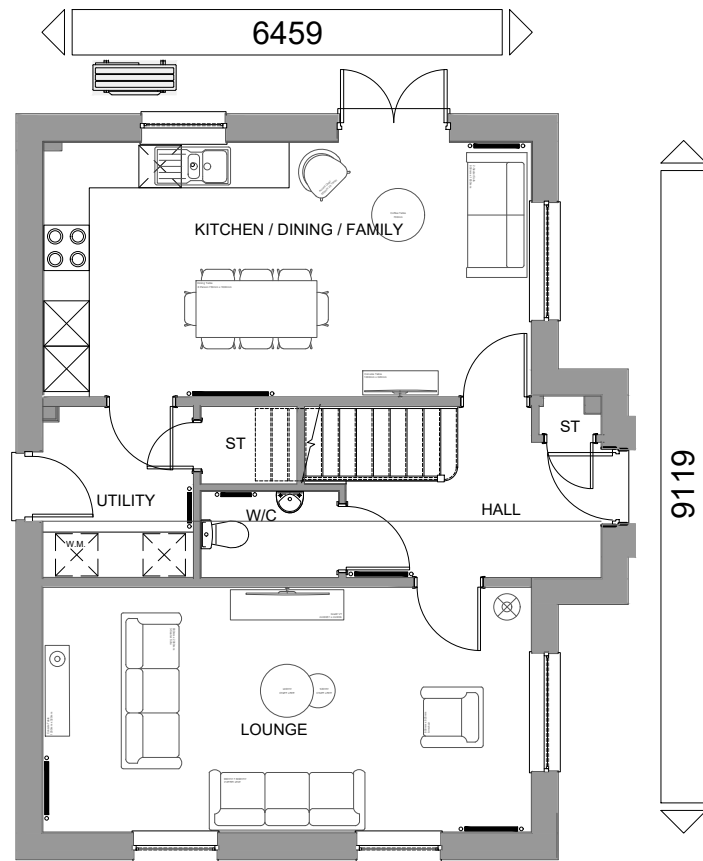 6459
KITCHEN / DINING / FAMILY
9119
ST
ST
UTILITY
W/C
HALL
W.M.
LOUNGE